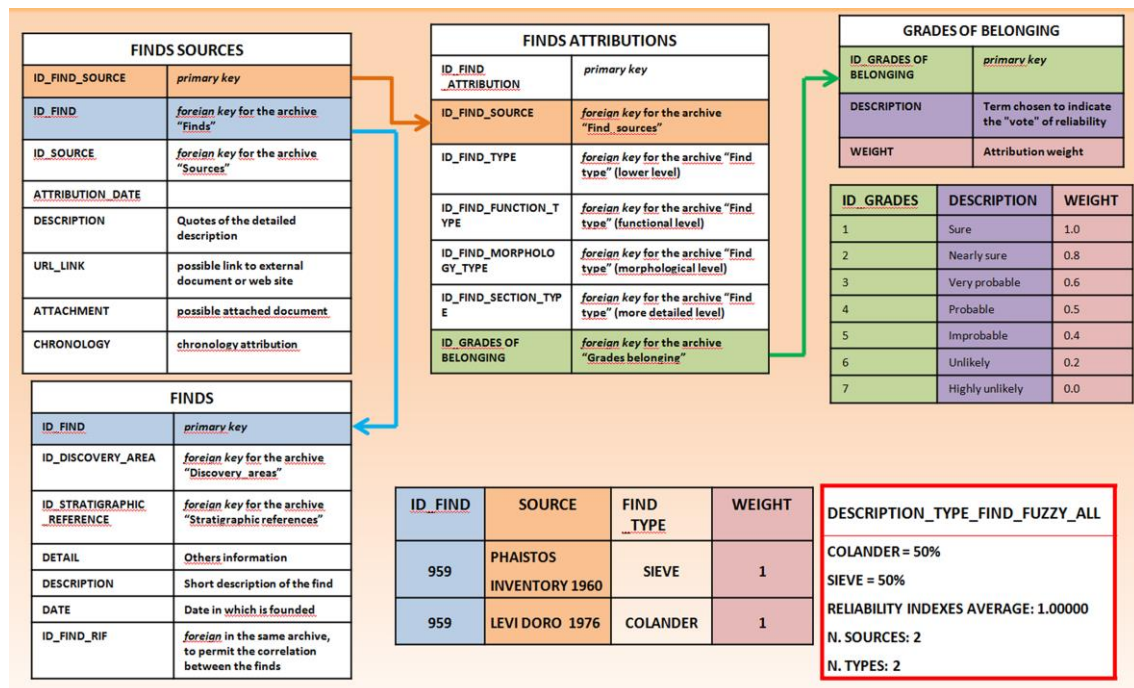 FINDS SOURCES
ID_FIND_SOURCE primary key
ID_FIND foreign key for the archive
"Finds"
ID_SOURCE foreign key for the archive
"Sources"
ATTRIBUTION_DATE
DESCRIPTION Quotes of the detailed
description
URL_LINK possible link to external
document or web site
ATTACHMENT possible attached document
CHRONOLOGY chronology attribution
FINDS
ID_FIND primary key
ID_DISCOVERY_AREA foreign key for the archive
"Discovery_areas"
ID_STRATIGRAPHIC foreign key for the archive
_REFERENCE "Stratigraphic references"
DETAIL Others information
DESCRIPTION Short description of the find
DATE Date in which is founded
ID_FIND_RIF foreign in the same archive,
to permit the correlation
between the finds
FINDS ATTRIBUTIONS
ID_FIND primary key
_ATTRIBUTION
ID_FIND_SOURCE foreign key for the archive
"Find_sources"
ID_FIND_TYPE foreign key for the archive "Find
type" (lower level)
ID_FIND_FUNCTION_T foreign key for the archive "Find
YPE type" (functional level)
ID_FIND_MORPHOLO foreign key for the archive "Find
GY_TYPE type" (morphological level)
ID_FIND_SECTION_TYP foreign key for the archive "Find
E type" (more detailed level)
ID_GRADES OF foreign key for the archive
BELONGING "Grades belonging"
GRADES OF BELONGING
ID_GRADES OF primary key
BELONGING
DESCRIPTION Term chosen to indicate
the "vote" of reliability
WEIGHT Attribution weight
ID_GRADES DESCRIPTION WEIGHT
1 Sure 1.0
2 Nearly sure 0.8
3 Very probable 0.6
4 Probable 0.5
5 Improbable 0.4
6 Unlikely 0.2
7 Highly unlikely 0.0
ID_FIND SOURCE FIND WEIGHT
_TYPE
959 PHAISTOS SIEVE 1
INVENTORY 1960
959 LEVI DORO 1976 COLANDER 1
DESCRIPTION_TYPE_FIND_FUZZY_ALL
COLANDER = 50%
SIEVE = 50%
RELIABILITY INDEXES AVERAGE: 1.00000
N. SOURCES: 2
N. TYPES: 2